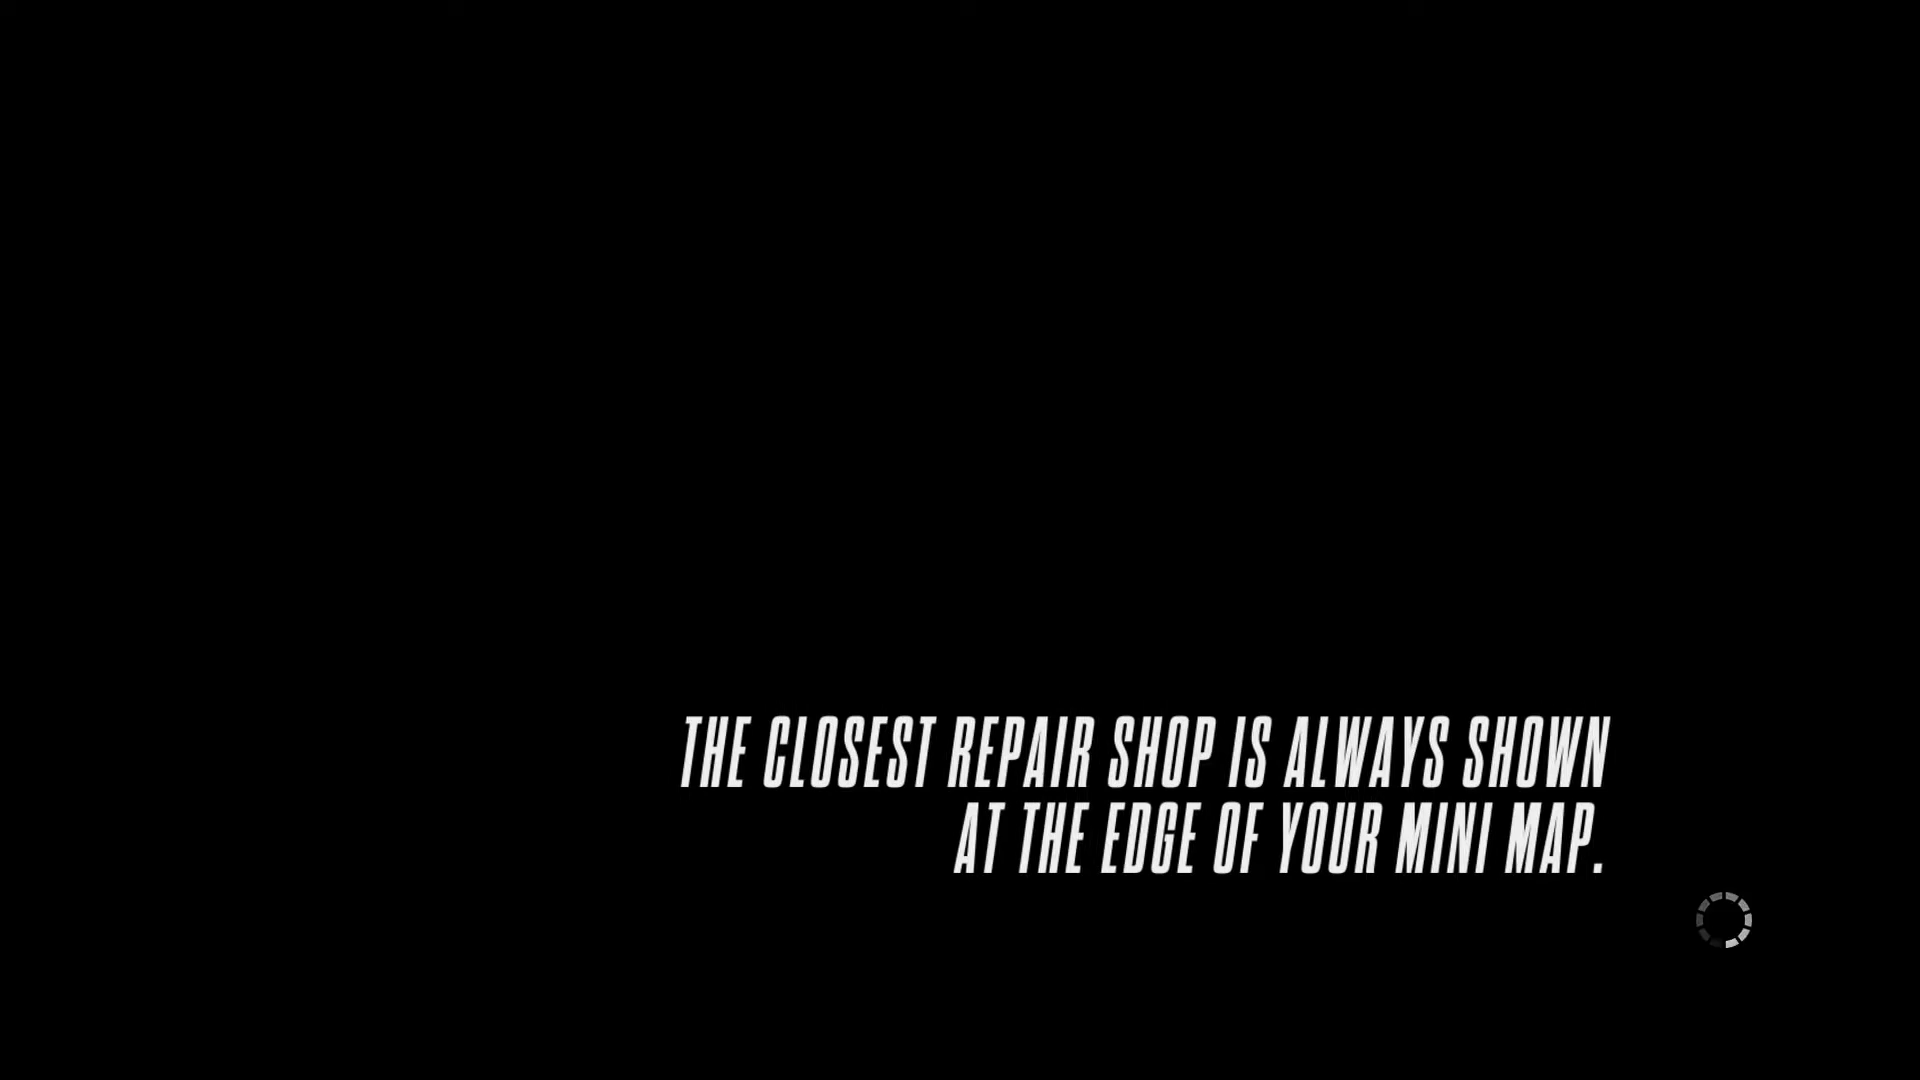 THE CLOSEST REPAIR SHOP IS ALWAYS SHOWN
AT THE EDGE OF YOUR MINI MAP.